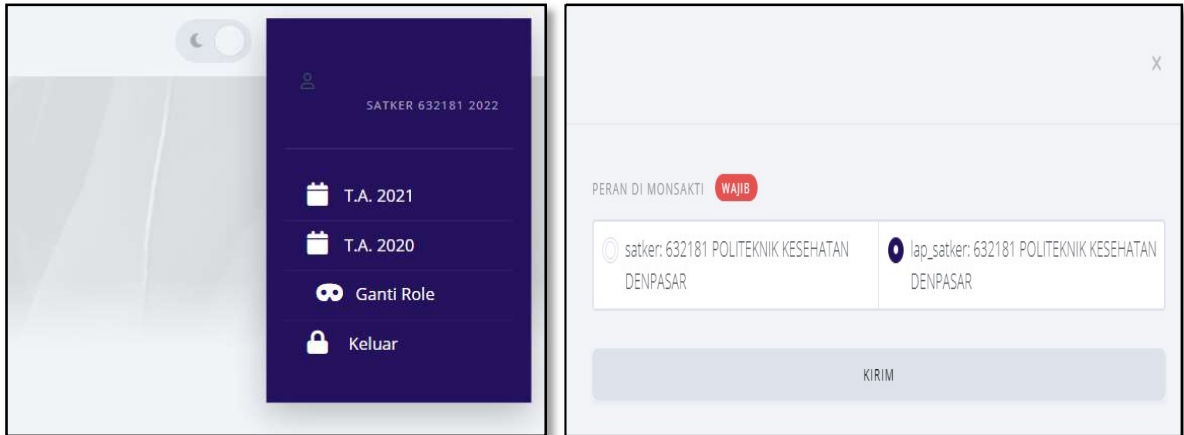 SATKER 632181 2022
T.A. 2021
T.A. 2020
Ganti Role
Keluar
X
PERAN DI MONSAKTI WAJIB
satker: 632181 POLITEKNIK KESEHATAN
DENPASAR
lap_satker: 632181 POLITEKNIK KESEHATAN
DENPASAR
KIRIM